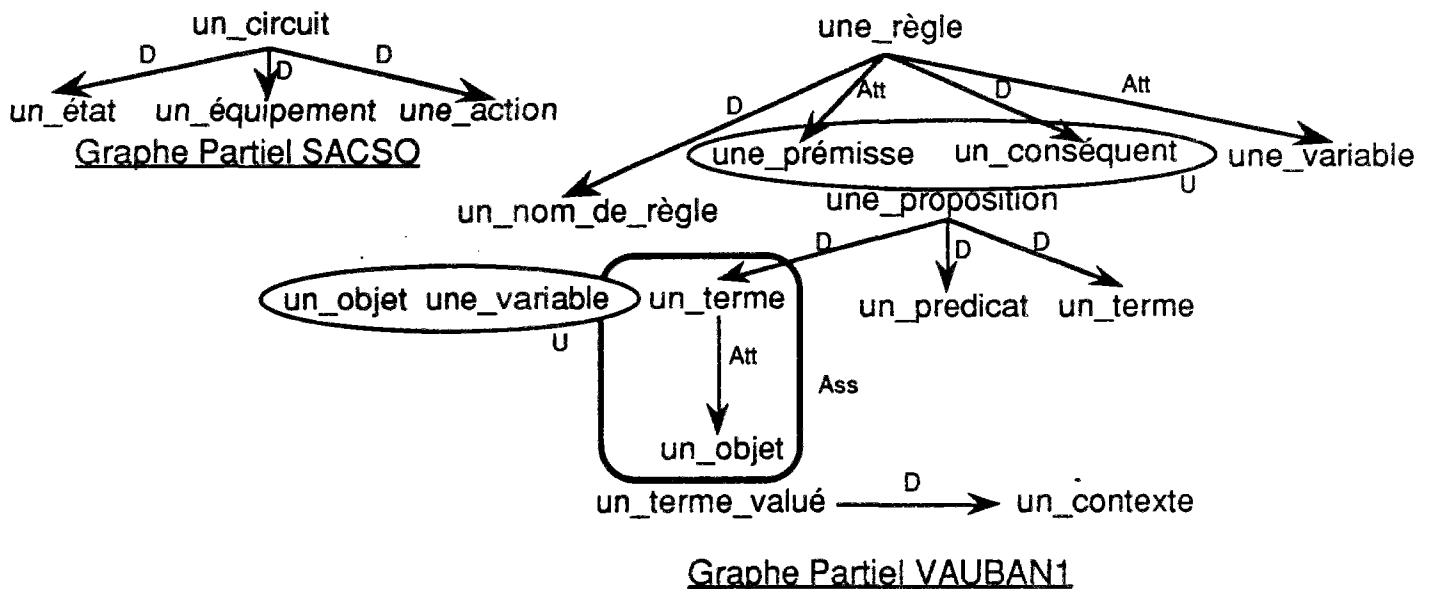 un_circuit
D D D
un_état un_équipement une_action
Graphe Partiel SACSO
une_règle
D Att D Att
une_prémisse un_conséquent une_variable
U
un_nom_de_règle
une_proposition
D D D
un_objet une_variable un_terme un_predicat un_terme
U
Att
Ass
un_objet
un_terme_valué D un_contexte
Graphe Partiel VAUBAN1